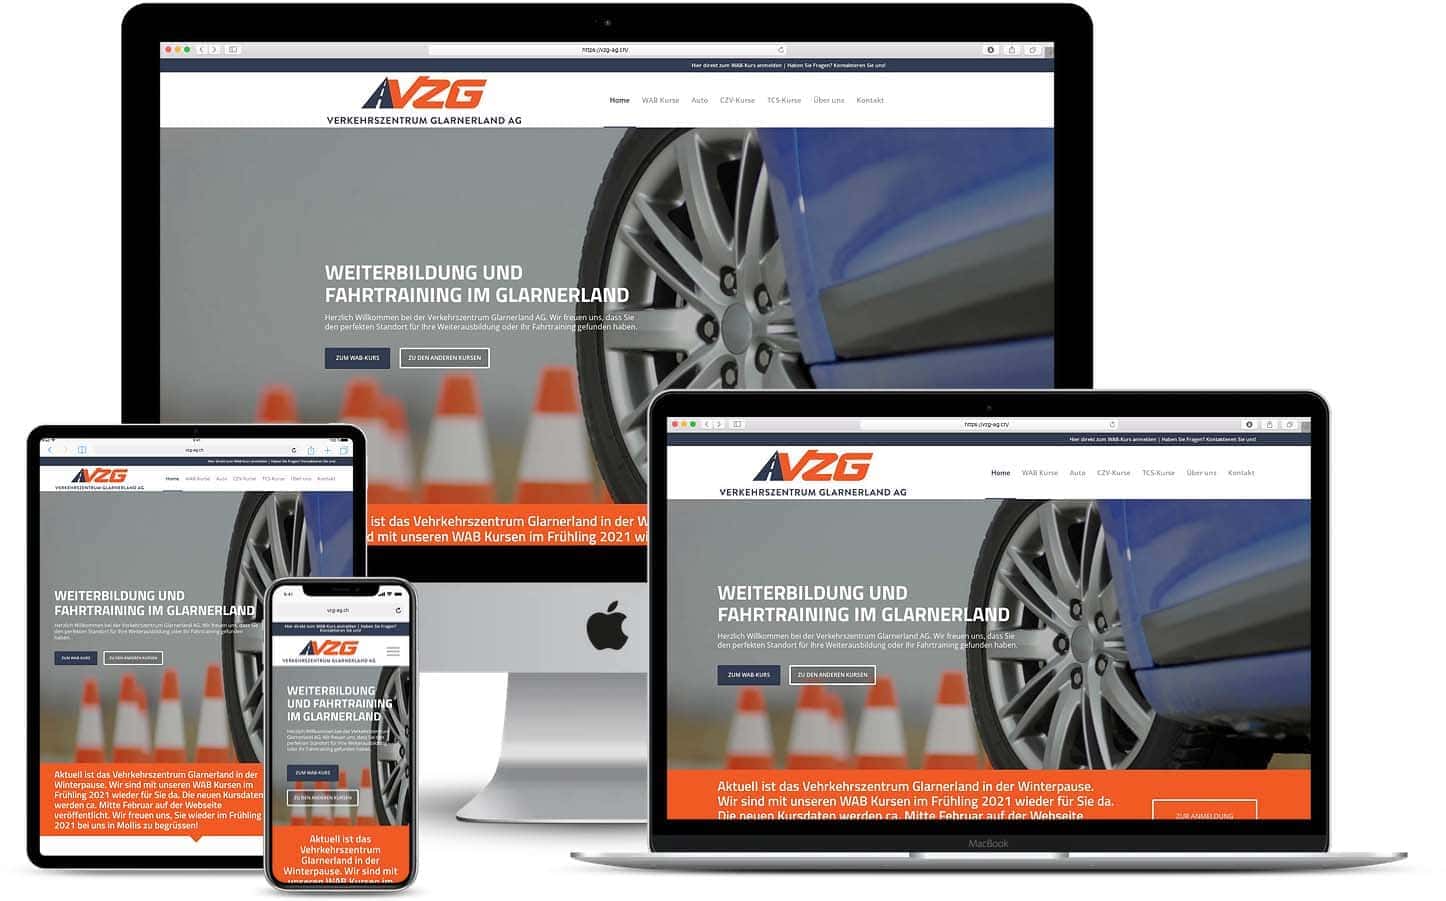 https://vzg-ag.ch/
Hier direkt zum WAB-Kurs anmelden | Haben Sie Fragen? Kontaktieren Sie uns!
VZG
VERKEHRSZENTRUM GLARNERLAND AG
Home WAB Kurse Auto CZV-Kurse TCS-Kurse Über uns Kontakt
WEITERBILDUNG UND
FAHRTRAINING IM GLARNERLAND
Herzlich Willkommen bei der Verkehrszentrum Glarnerland AG. Wir freuen uns, dass Sie
den perfekten Standort für Ihre Weiterausbildung oder Ihr Fahrtraining gefunden haben.
ZUM WAB-KURS ZU DEN ANDEREN KURSEN
ist das Vehrkehrszentrum Glarnerland in der W
d mit unseren WAB Kursen im Frühling 2021 wi
9:41
vzg-ag.ch
Hier direkt zum WAB-Kurs anmelden | Haben Sie Fragen? Kontaktieren Sie uns!
VZG
VERKEHRSZENTRUM GLARNERLAND AG
Home WAB Kurse Auto CZV-Kurse TCS-Kurse Über uns Kontakt
WEITERBILDUNG UND
FAHRTRAINING IM GLARNERLAND
Herzlich Willkommen bei der Verkehrszentrum Glarnerland AG. Wir freuen uns, dass Sie
den perfekten Standort für Ihre Weiterausbildung oder Ihr Fahrtraining gefunden
haben.
ZUM WAB-KURS ZU DEN ANDEREN KURSEN
Aktuell ist das Vehrkehrszentrum Glarnerland in der
Winterpause. Wir sind mit unseren WAB Kursen im
Frühling 2021 wieder für Sie da. Die neuen Kursdaten
werden ca. Mitte Februar auf der Webseite
veröffentlicht. Wir freuen uns, Sie wieder im Frühling
2021 bei uns in Mollis zu begrüssen!
9:41
vzg-ag.ch
Hier direkt zum WAB-Kurs anmelden | Haben Sie Fragen?
Kontaktieren Sie uns!
VZG
VERKEHRSZENTRUM GLARNERLAND AG
WEITERBILDUNG
UND FAHRTRAINING
IM GLARNERLAND
Herzlich Willkommen bei der Verkehrszentrum
Glarnerland AG. Wir freuen uns, dass Sie den
perfekten Standort für Ihre Weiterausbildung
oder Ihr Fahrtraining gefunden haben.
ZUM WAB-KURS
ZU DEN ANDEREN KURSEN
Aktuell ist das
Vehrkehrszentrum
Glarnerland in der
Winterpause. Wir sind mit
unseren WAB Kursen im
https://vzg-ag.ch/
Hier direkt zum WAB-Kurs anmelden | Haben Sie Fragen? Kontaktieren Sie uns!
VZG
VERKEHRSZENTRUM GLARNERLAND AG
Home WAB Kurse Auto CZV-Kurse TCS-Kurse Über uns Kontakt
WEITERBILDUNG UND
FAHRTRAINING IM GLARNERLAND
Herzlich Willkommen bei der Verkehrszentrum Glarnerland AG. Wir freuen uns, dass Sie
den perfekten Standort für Ihre Weiterausbildung oder Ihr Fahrtraining gefunden haben.
ZUM WAB-KURS ZU DEN ANDEREN KURSEN
Aktuell ist das Vehrkehrszentrum Glarnerland in der Winterpause.
Wir sind mit unseren WAB Kursen im Frühling 2021 wieder für Sie da.
Die neuen Kursdaten werden ca. Mitte Februar auf der Webseite
ZUR ANMELDUNG
MacBook